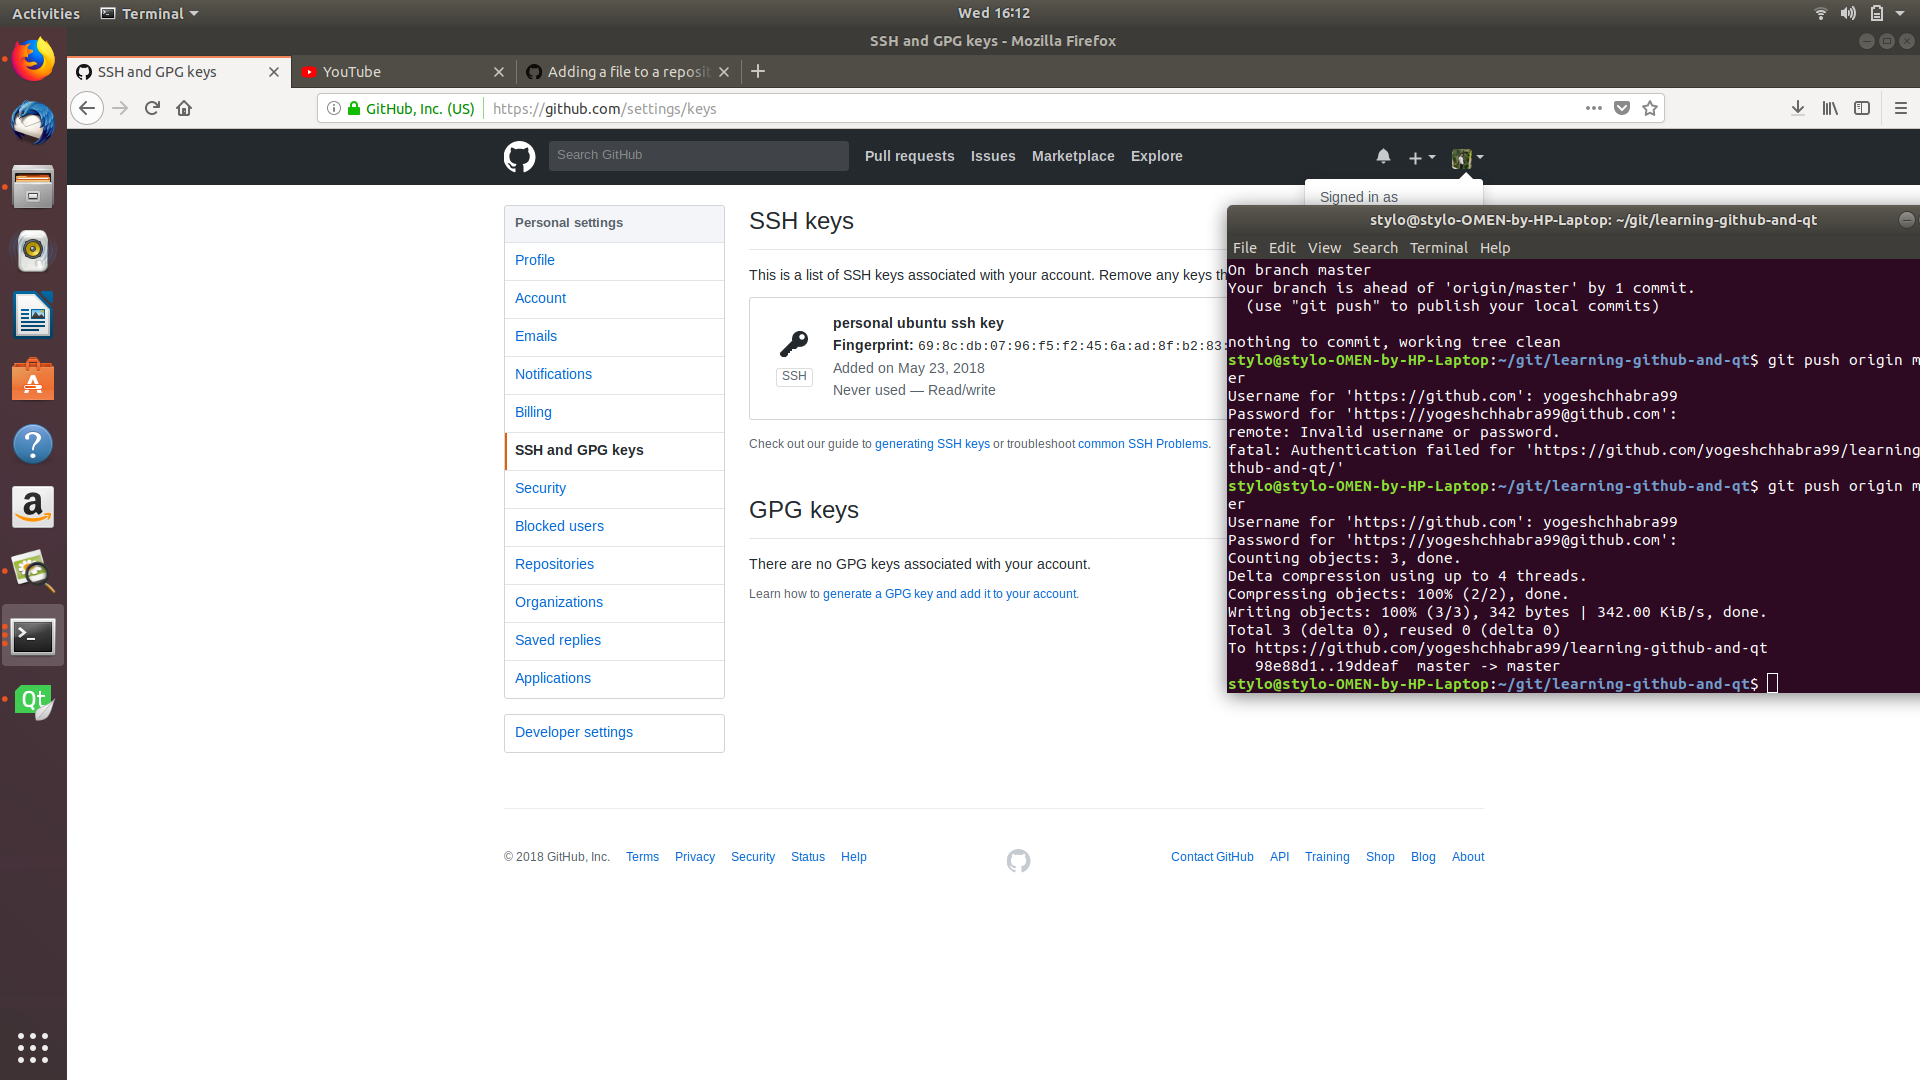 Activities
Terminal
Wed 16:12
SSH and GPG keys - Mozilla Firefox
SSH and GPG keys
YouTube
Adding a file to a reposit
GitHub, Inc. (US)
https://github.com/settings/keys
Search GitHub
Pull requests
Issues
Marketplace
Explore
Signed in as
Personal settings
Profile
Account
Emails
Notifications
Billing
SSH and GPG keys
Security
Blocked users
Repositories
Organizations
Saved replies
Applications
Developer settings
SSH keys
This is a list of SSH keys associated with your account. Remove any keys th
personal ubuntu ssh key
Fingerprint: 69:8c:db:07:96:f5:f2:45:6a:ad:8f:b2:83:
Added on May 23, 2018
Never used — Read/write
SSH
Check out our guide to generating SSH keys or troubleshoot common SSH Problems.
GPG keys
There are no GPG keys associated with your account.
Learn how to generate a GPG key and add it to your account.
stylo@stylo-OMEN-by-HP-Laptop: ~/git/learning-github-and-qt
File Edit View Search Terminal Help
On branch master
Your branch is ahead of 'origin/master' by 1 commit.
(use "git push" to publish your local commits)
nothing to commit, working tree clean
stylo@stylo-OMEN-by-HP-Laptop:~/git/learning-github-and-qt$ git push origin m
er
Username for 'https://github.com': yogeshchhabra99
Password for 'https://yogeshchhabra99@github.com':
remote: Invalid username or password.
fatal: Authentication failed for 'https://github.com/yogeshchhabra99/learning
thub-and-qt/'
stylo@stylo-OMEN-by-HP-Laptop:~/git/learning-github-and-qt$ git push origin m
er
Username for 'https://github.com': yogeshchhabra99
Password for 'https://yogeshchhabra99@github.com':
Counting objects: 3, done.
Delta compression using up to 4 threads.
Compressing objects: 100% (2/2), done.
Writing objects: 100% (3/3), 342 bytes | 342.00 KiB/s, done.
Total 3 (delta 0), reused 0 (delta 0)
To https://github.com/yogeshchhabra99/learning-github-and-qt
98e88d1..19ddeaf master -> master
stylo@stylo-OMEN-by-HP-Laptop:~/git/learning-github-and-qt$
© 2018 GitHub, Inc.
Terms
Privacy
Security
Status
Help
Contact GitHub
API
Training
Shop
Blog
About
Qt